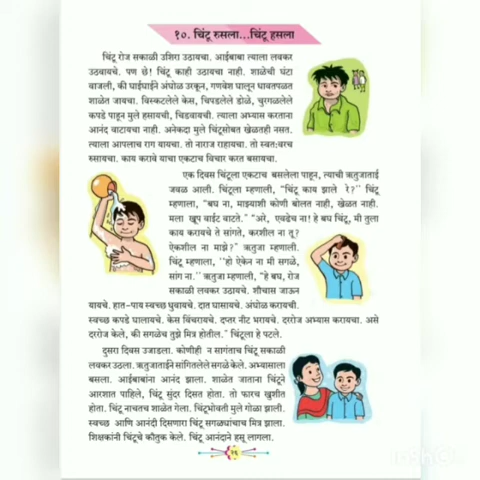 १०. चिंटू रुसला...चिंटू हसला
चिंटू रोज सकाळी उशिरा उठायचा. आईबाबा त्याला लवकर
उठवायचे. पण छे! चिंटू काही उठायचा नाही. शाळेची घंटा
वाजली, की घाईघाईने अंघोळ उरकून, गणवेश घालून धावतपळत
शाळेत जायचा. विस्कटलेले केस, चिपडलेले डोळे, चुरगळलेले
कपडे पाहून मुले हसायची, चिडवायची. त्याला अभ्यास करताना
आनंद वाटायचा नाही. अनेकदा मुले चिंटूसोबत खेळतही नसत.
त्याला आपलाच राग यायचा. तो नाराज राहायचा. तो स्वतःवरच
रुसायचा. काय करावे याचा एकटाच विचार करत बसायचा.
एक दिवस चिंटूला एकटाच बसलेला पाहून, त्याची ऋतुजाताई
जवळ आली. चिंटूला म्हणाली, “चिंटू काय झाले रे?’’ चिंटू
म्हणाला, “बघ ना, माझ्याशी कोणी बोलत नाही, खेळत नाही.
मला खूप वाईट वाटते.’’ “अरे, एवढेच ना! हे बघ चिंटू, मी तुला
काय करायचे ते सांगते, करशील ना तू?
ऐकशील ना माझे?’’ ऋतुजा म्हणाली.
चिंटू म्हणाला, ‘‘हो ऐकेन ना मी सगळे,
सांग ना.’’ ऋतुजा म्हणाली, “हे बघ, रोज
सकाळी लवकर उठायचे. शौचास जाऊन
यायचे. हात-पाय स्वच्छ धुवायचे. दात घासायचे. अंघोळ करायची.
स्वच्छ कपडे घालायचे. केस विंचरायचे. दप्तर नीट भरायचे. दररोज अभ्यास करायचा. असे
दररोज केले, की सगळेच तुझे मित्र होतील.’’ चिंटूला हे पटले.
दुसरा दिवस उजाडला. कोणीही न सांगताच चिंटू सकाळी
लवकर उठला. ऋतुजाताईने सांगितलेले सगळे केले. अभ्यासाला
बसला. आईबाबांना आनंद झाला. शाळेत जाताना चिंटूने
आरशात पाहिले, चिंटू सुंदर दिसत होता. तो फारच खुशीत
होता. चिंटू नाचतच शाळेत गेला. चिंटूभोवती मुले गोळा झाली.
स्वच्छ आणि आनंदी दिसणारा चिंटू सगळ्यांचाच मित्र झाला.
शिक्षकांनी चिंटूचे कौतुक केले. चिंटू आनंदाने हसू लागला.